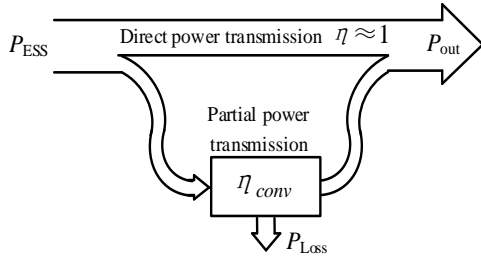 Direct power transmission η≈1
P_ESS
P_out
Partial power
transmission
η_conv
P_Loss